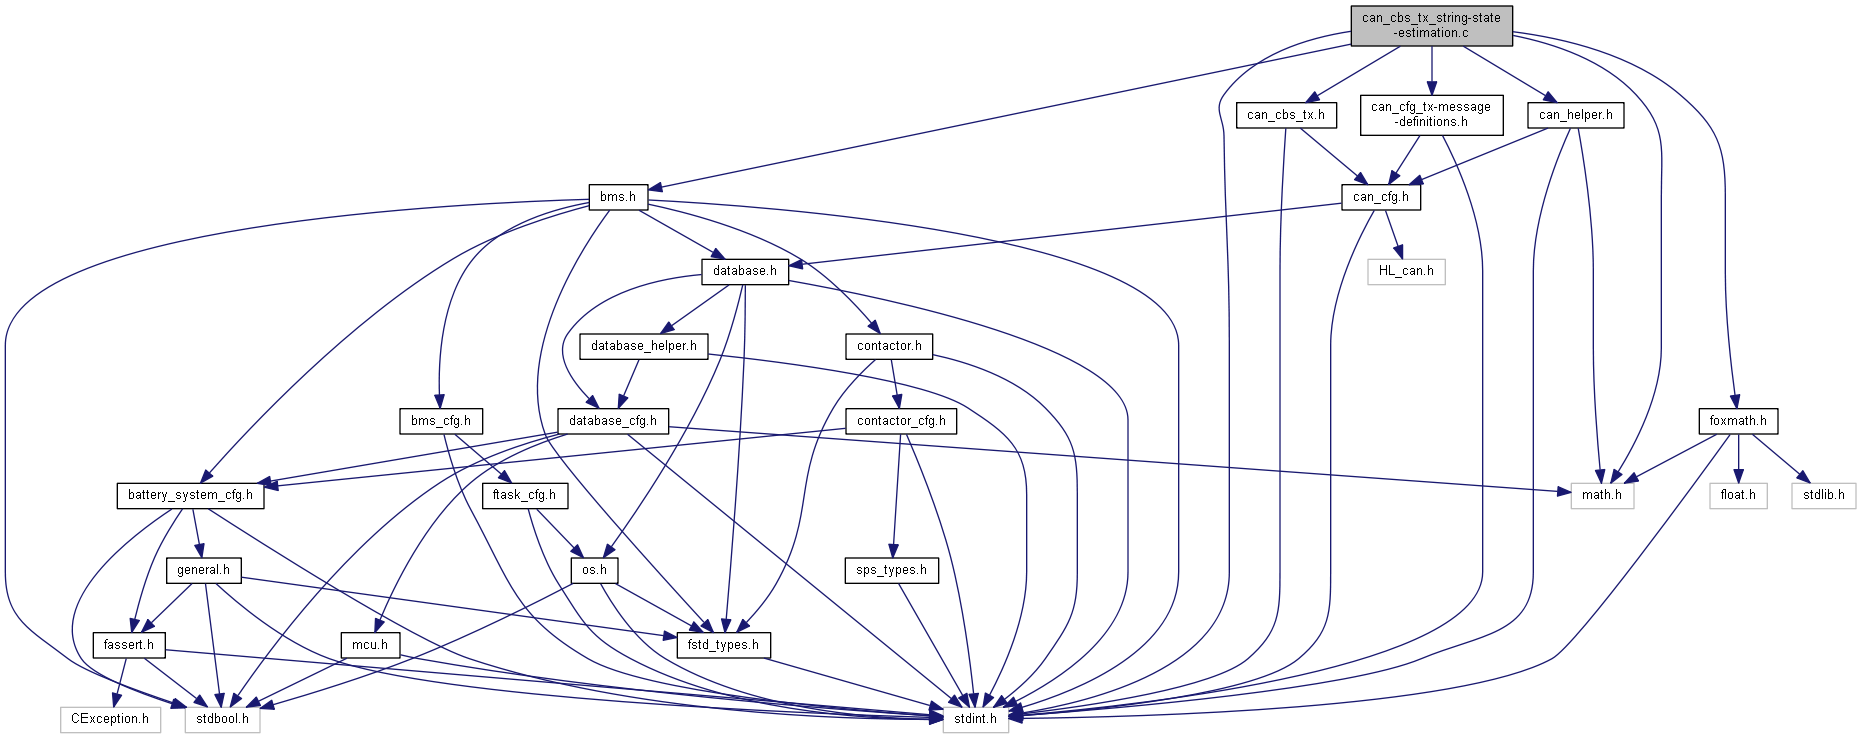 can_cbs_tx_string-state
-estimation.c
can_cbs_tx.h
can_cfg_tx-message
-definitions.h
can_helper.h
bms.h
can_cfg.h
database.h
HL_can.h
database_helper.h
contactor.h
bms_cfg.h
database_cfg.h
contactor_cfg.h
foxmath.h
battery_system_cfg.h
ftask_cfg.h
math.h
float.h
stdlib.h
general.h
os.h
sps_types.h
fassert.h
mcu.h
fstd_types.h
CException.h
stdbool.h
stdint.h